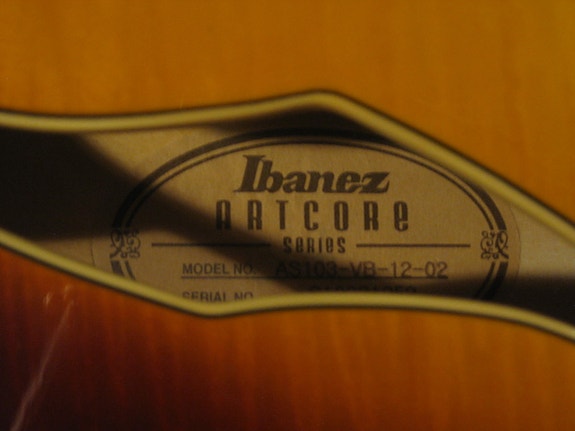 Ibanez
ARTCORE
SERIES
MODEL NO. AS103-VB-12-02
SERIAL NO.